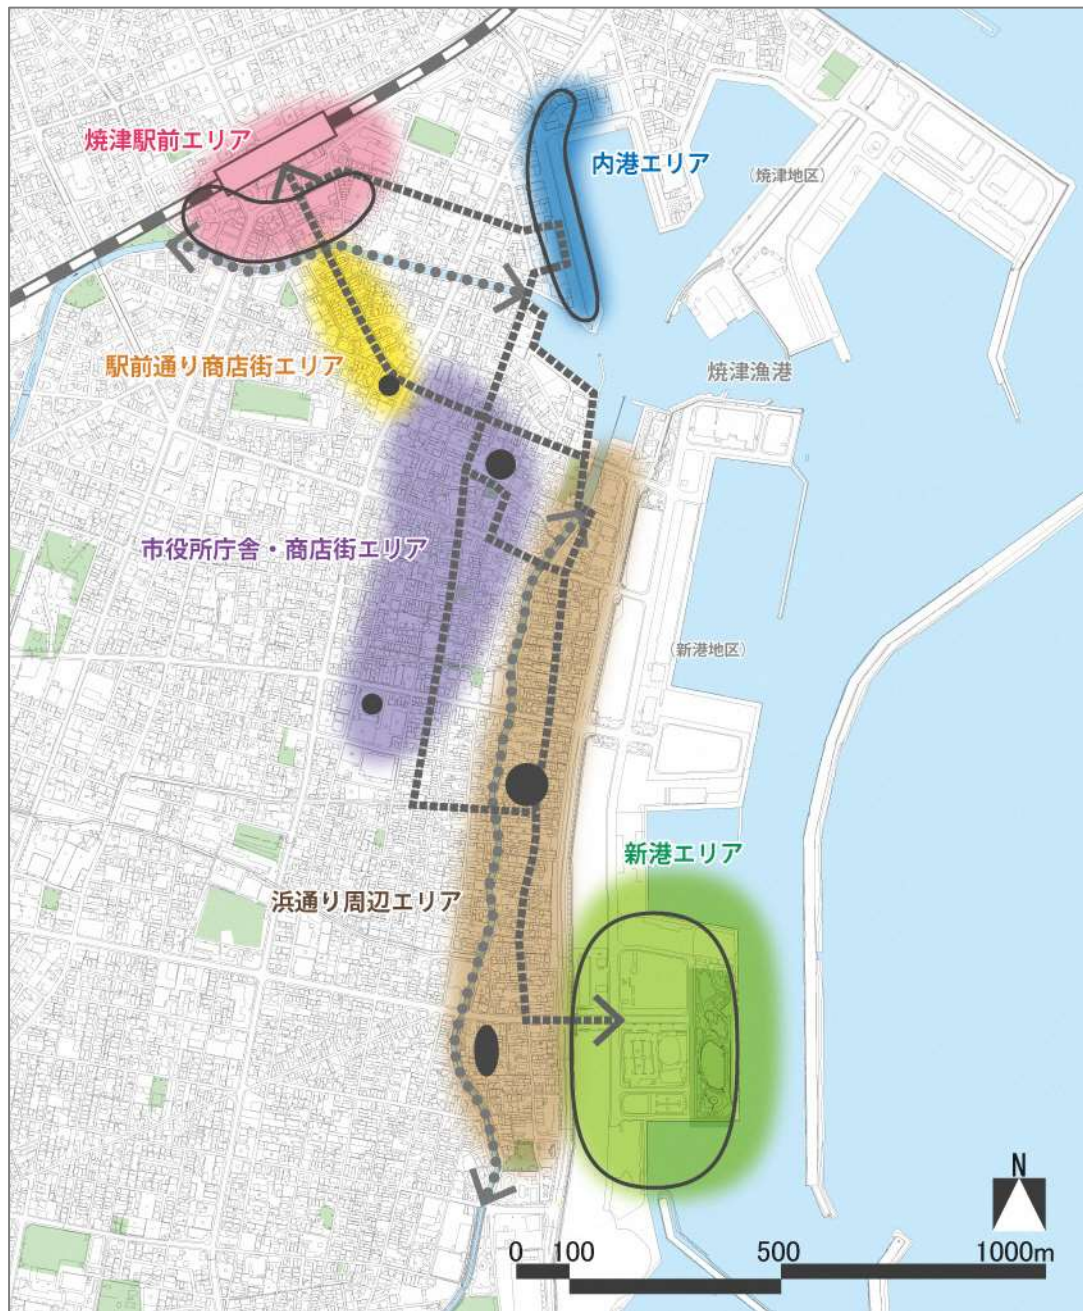 焼津駅前エリア
内港エリア
(焼津地区)
駅前通り商店街エリア
焼津漁港
市役所庁舎・商店街エリア
(新港地区)
新港エリア
浜通り周辺エリア
N
0 100 500 1000m